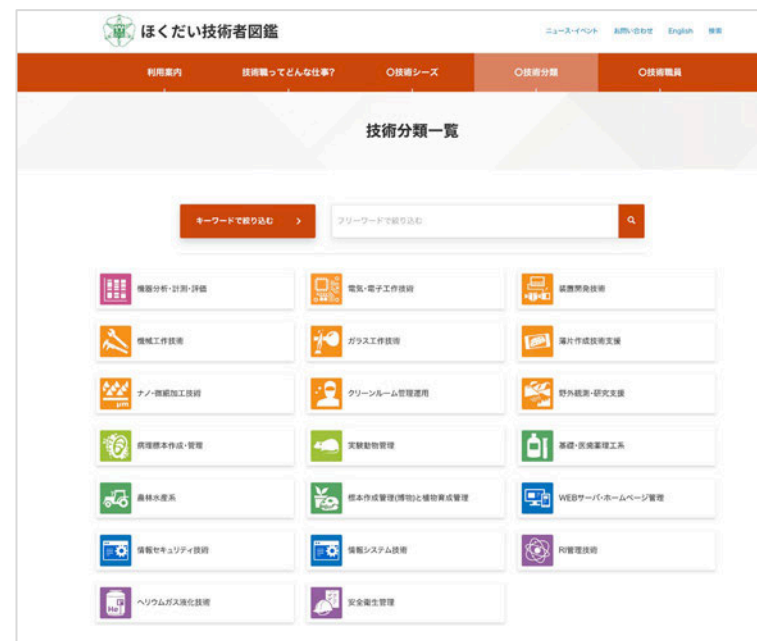 ほくだい技術者図鑑
ニュース・イベント お問い合わせ English 検索
利用案内 技術職ってどんな仕事? 〇技術シーズ 〇技術分類 〇技術職員
技術分類一覧
キーワードで絞り込む フリーワードで絞り込む
機器分析・計測・評価 電気・電子工作技術 装置開発技術
機械工作技術 ガラス工作技術 薄片作成技術支援
ナノ・微細加工技術 クリーンルーム管理運用 野外観測・研究支援
μm
病理標本作成・管理 実験動物管理 基礎・医歯薬理工系
農林水産系 標本作成管理(博物)と植物育成管理 WEBサーバ・ホームページ管理
情報セキュリティ技術 情報システム技術 RI管理技術
ヘリウムガス液化技術 安全衛生管理
He